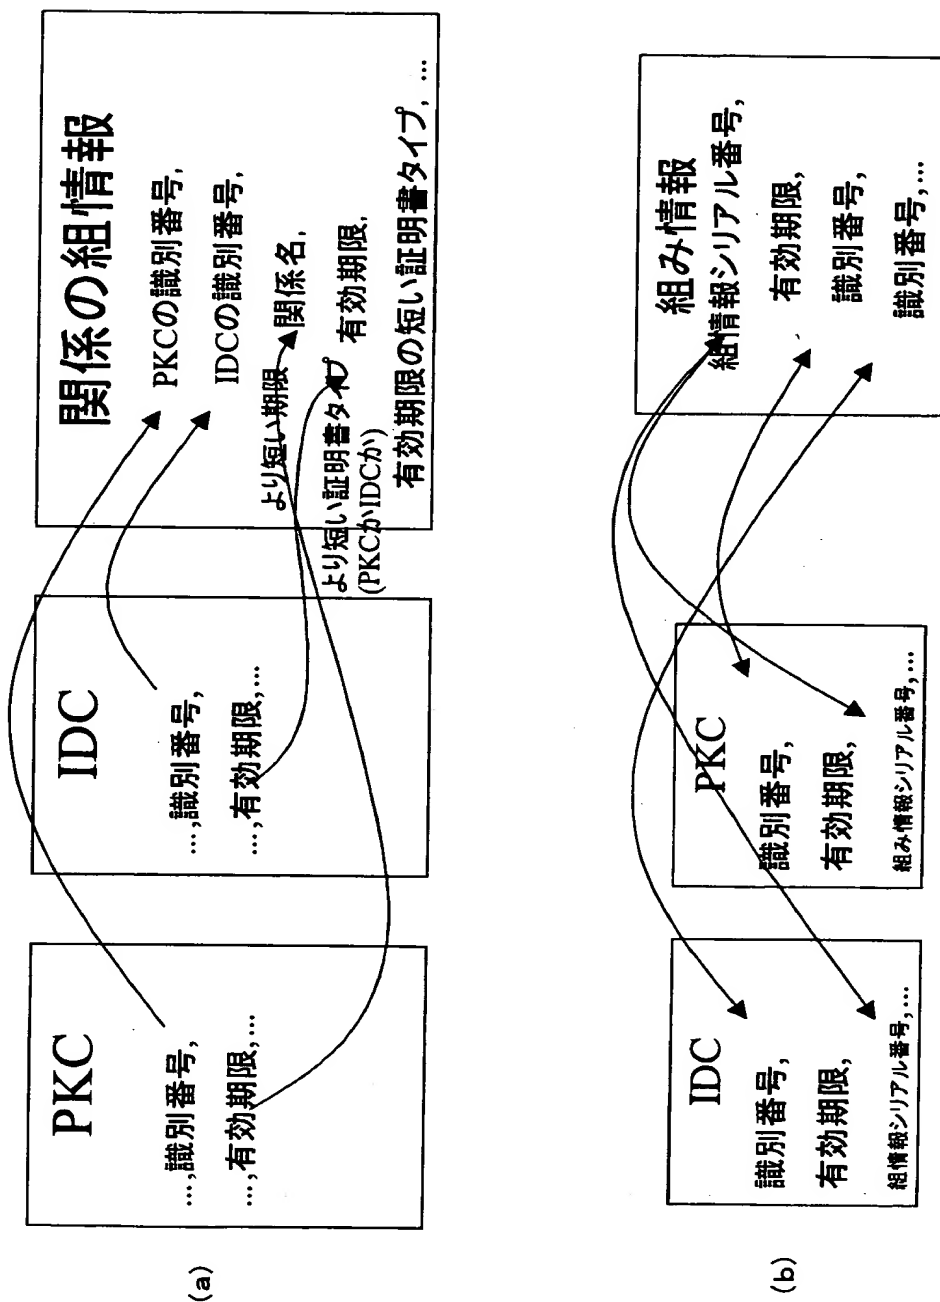 (a)
PKC
…,識別番号,
…,有効期限,…
IDC
…,識別番号,
…,有効期限,…
より短い期限
より短い証明書タイプ
(PKCかIDCか)
関係の組情報
PKCの識別番号,
IDCの識別番号,
関係名,
有効期限,
有効期限の短い証明書タイプ, …
(b)
IDC
識別番号,
有効期限,
組情報シリアル番号,…
PKC
識別番号,
有効期限,
組み情報シリアル番号,…
組み情報
組情報シリアル番号,
有効期限,
識別番号,
識別番号,…